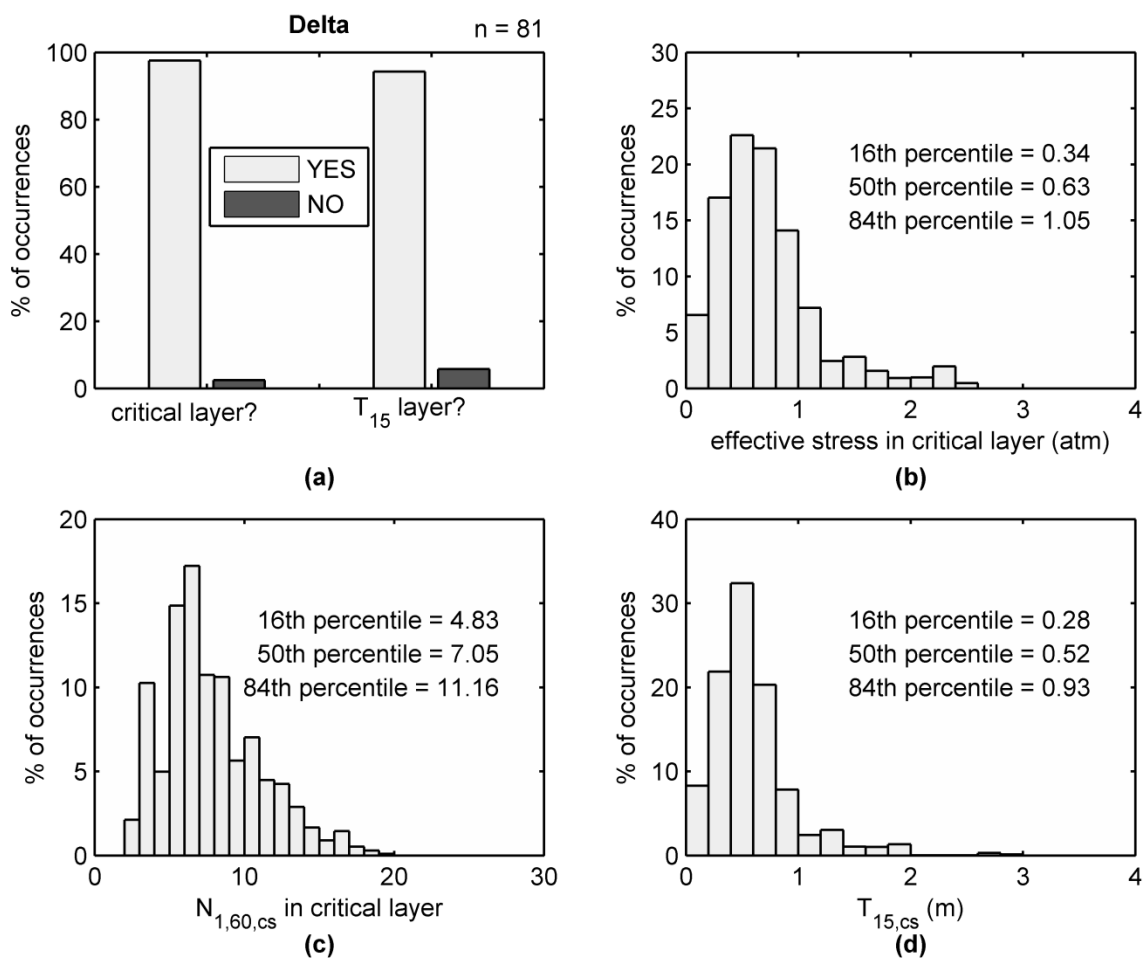 Delta
n = 81
100
80
60
40
20
0
% of occurrences
YES
NO
critical layer?
T15 layer?
(a)
30
25
20
15
10
5
0
% of occurrences
16th percentile = 0.34
50th percentile = 0.63
84th percentile = 1.05
0 1 2 3 4
effective stress in critical layer (atm)
(b)
20
15
10
5
0
% of occurrences
16th percentile = 4.83
50th percentile = 7.05
84th percentile = 11.16
0 10 20 30
N1,60,cs in critical layer
(c)
40
30
20
10
0
% of occurrences
16th percentile = 0.28
50th percentile = 0.52
84th percentile = 0.93
0 1 2 3 4
T15,cs (m)
(d)